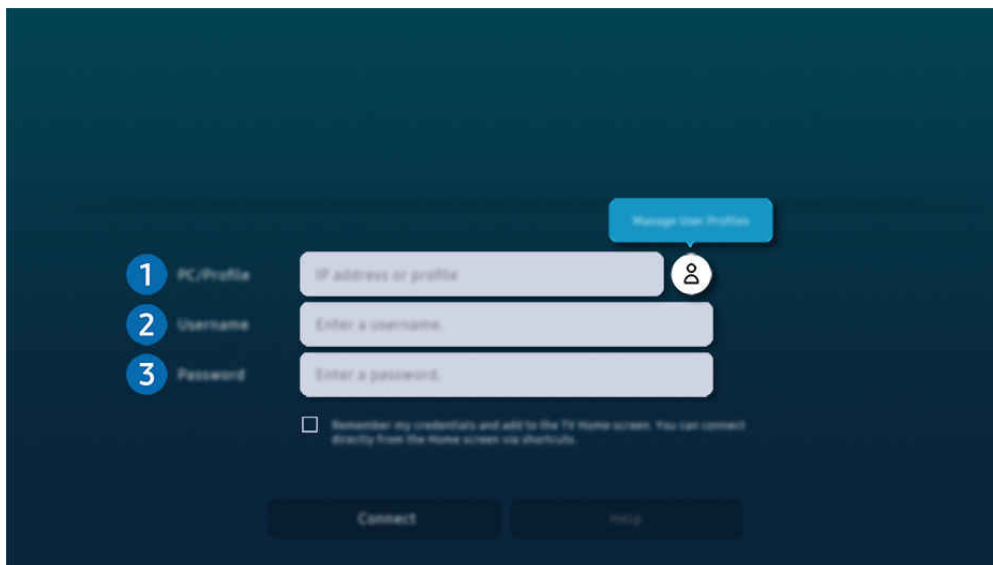 Manage User Profiles
1 PC/Profile IP address or profile
2 Username Enter a username.
3 Password Enter a password.
Remember my credentials and add to the TV Home screen. You can connect
directly from the Home screen via shortcuts.
Connect Help